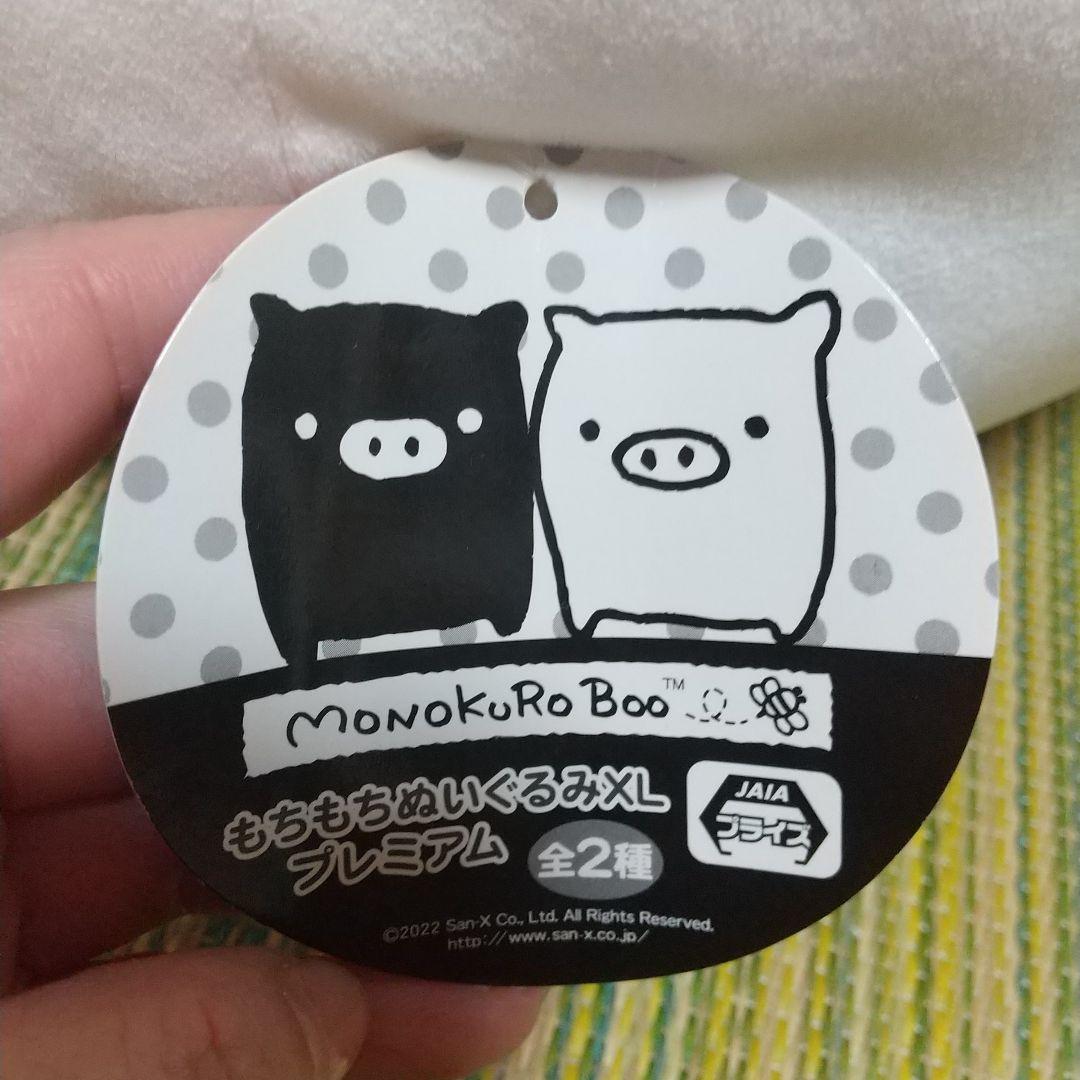 MONOKURO BOO™
もちもちぬいぐるみXL
プレミアム
全2種
JAIA
プライズ
©2022 San-X Co., Ltd. All Rights Reserved.
http://www.san-x.co.jp/